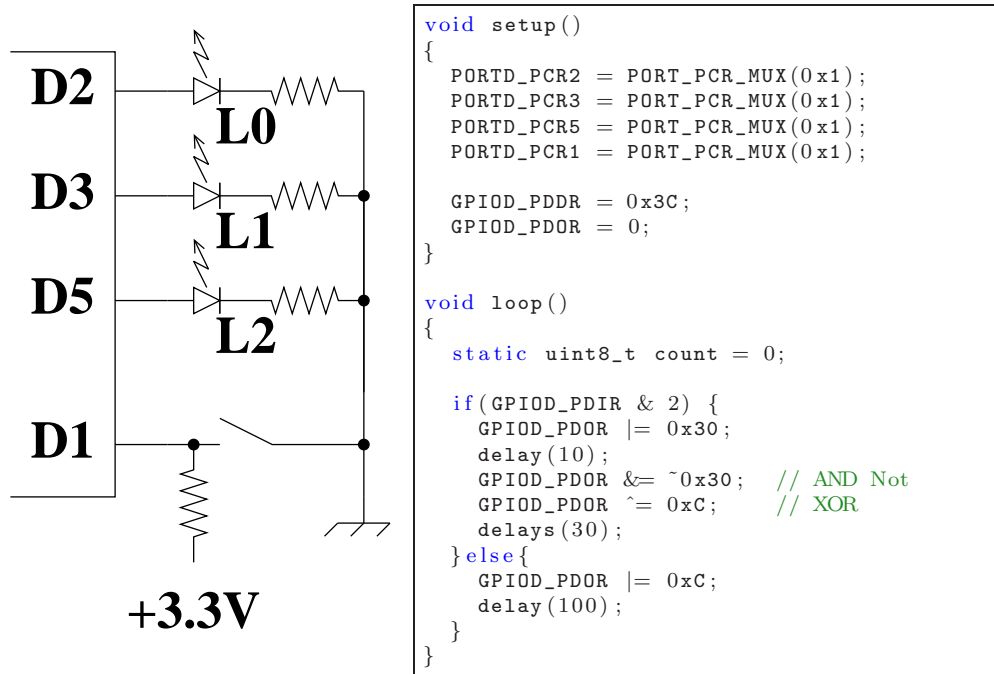 D2
L0
D3
L1
D5
L2
D1
+3.3V
void setup()
{
  PORTD_PCR2 = PORT_PCR_MUX(0x1);
  PORTD_PCR3 = PORT_PCR_MUX(0x1);
  PORTD_PCR5 = PORT_PCR_MUX(0x1);
  PORTD_PCR1 = PORT_PCR_MUX(0x1);

  GPIOD_PDDR = 0x3C;
  GPIOD_PDOR = 0;
}

void loop()
{
  static uint8_t count = 0;

  if(GPIOD_PDIR & 2) {
    GPIOD_PDOR |= 0x30;
    delay(10);
    GPIOD_PDOR &= ~0x30;  // AND Not
    GPIOD_PDOR ^= 0xC;    // XOR
    delays(30);
  }else{
    GPIOD_PDOR |= 0xC;
    delay(100);
  }
}